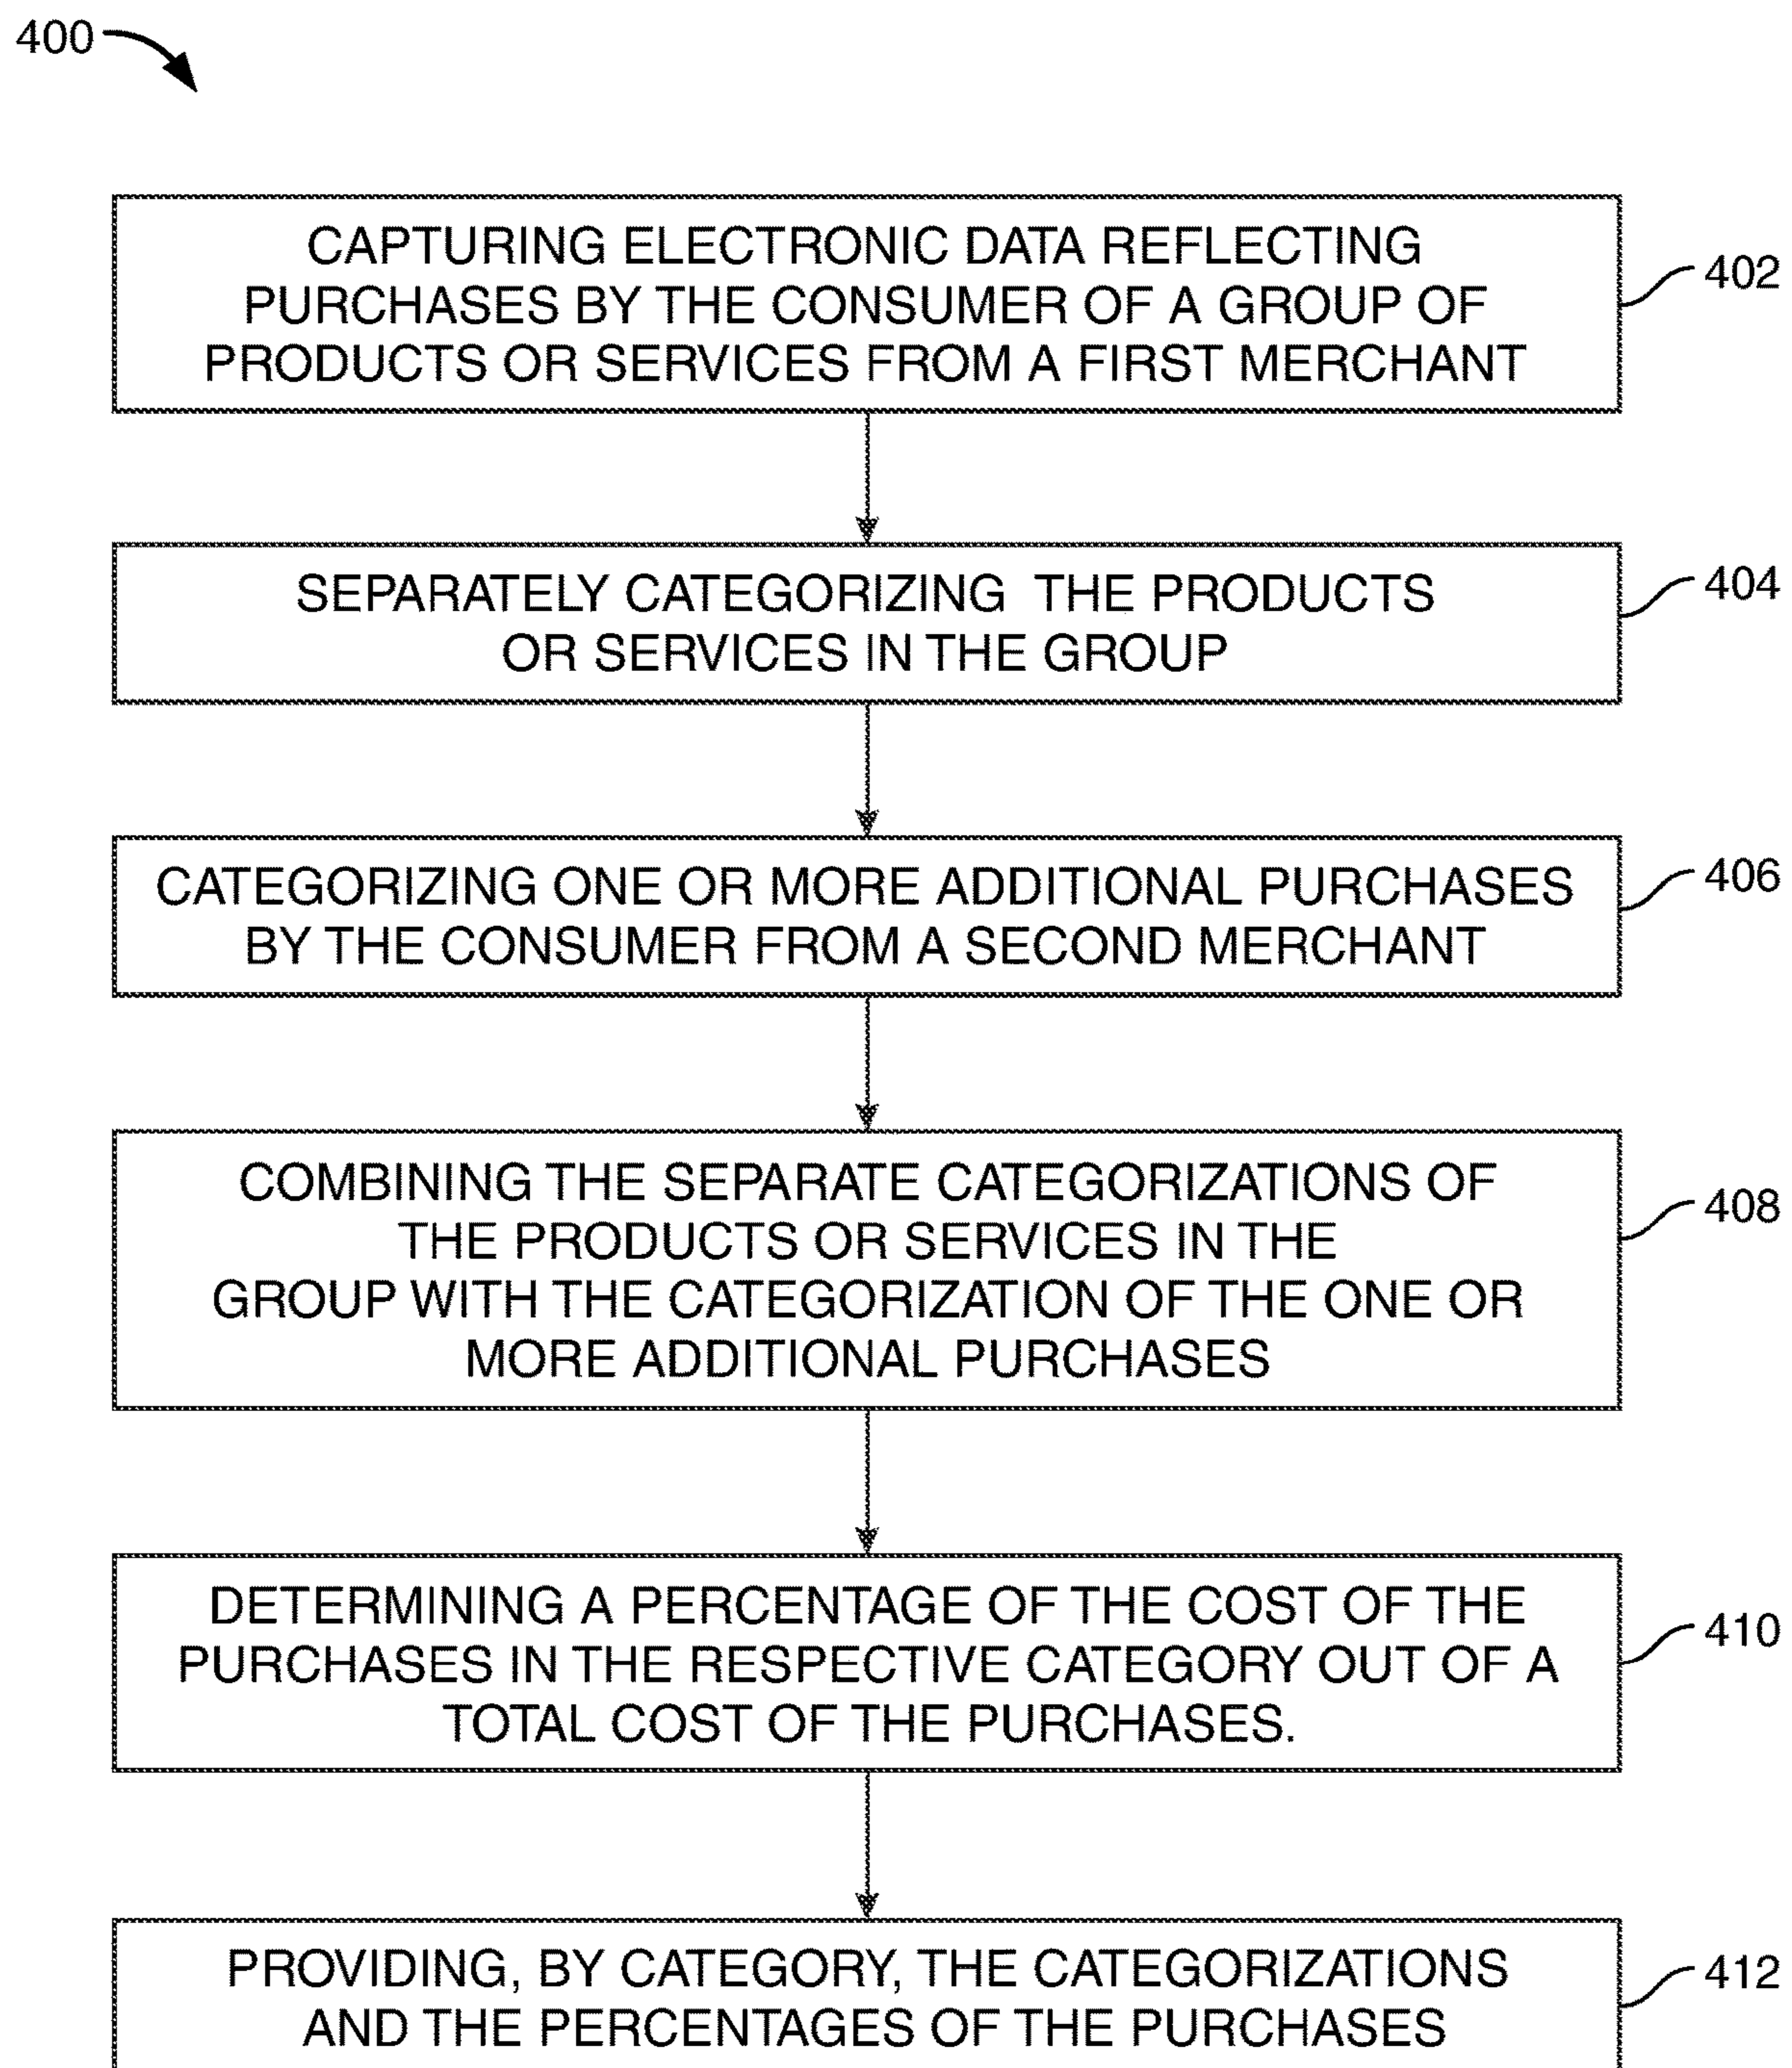 400
CAPTURING ELECTRONIC DATA REFLECTING
PURCHASES BY THE CONSUMER OF A GROUP OF
PRODUCTS OR SERVICES FROM A FIRST MERCHANT
402
SEPARATELY CATEGORIZING THE PRODUCTS
OR SERVICES IN THE GROUP
404
CATEGORIZING ONE OR MORE ADDITIONAL PURCHASES
BY THE CONSUMER FROM A SECOND MERCHANT
406
COMBINING THE SEPARATE CATEGORIZATIONS OF
THE PRODUCTS OR SERVICES IN THE
GROUP WITH THE CATEGORIZATION OF THE ONE OR
MORE ADDITIONAL PURCHASES
408
DETERMINING A PERCENTAGE OF THE COST OF THE
PURCHASES IN THE RESPECTIVE CATEGORY OUT OF A
TOTAL COST OF THE PURCHASES.
410
PROVIDING, BY CATEGORY, THE CATEGORIZATIONS
AND THE PERCENTAGES OF THE PURCHASES
412